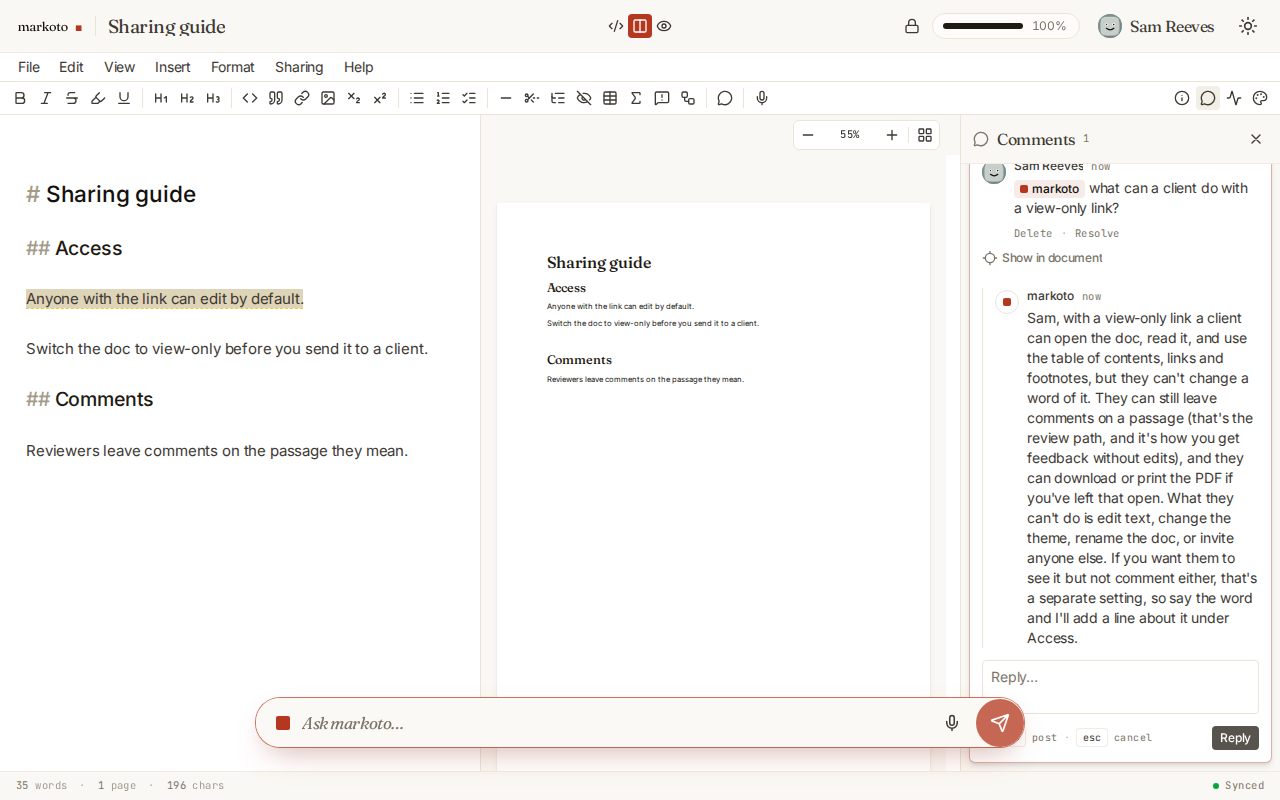 markoto
Sharing guide
100%
Sam Reeves
File Edit View Insert Format Sharing Help
H1 H2 H3
55%
Comments 1
# Sharing guide
## Access
Anyone with the link can edit by default.
Switch the doc to view-only before you send it to a client.
## Comments
Reviewers leave comments on the passage they mean.
Sharing guide
Access
Anyone with the link can edit by default.
Switch the doc to view-only before you send it to a client.
Comments
Reviewers leave comments on the passage they mean.
Sam Reeves now
markoto what can a client do with
a view-only link?
Delete · Resolve
Show in document
markoto now
Sam, with a view-only link a client
can open the doc, read it, and use
the table of contents, links and
footnotes, but they can't change a
word of it. They can still leave
comments on a passage (that's the
review path, and it's how you get
feedback without edits), and they
can download or print the PDF if
you've left that open. What they
can't do is edit text, change the
theme, rename the doc, or invite
anyone else. If you want them to
see it but not comment either, that's
a separate setting, so say the word
and I'll add a line about it under
Access.
Reply...
post · esc cancel
Reply
Ask markoto...
35 words · 1 page · 196 chars
Synced